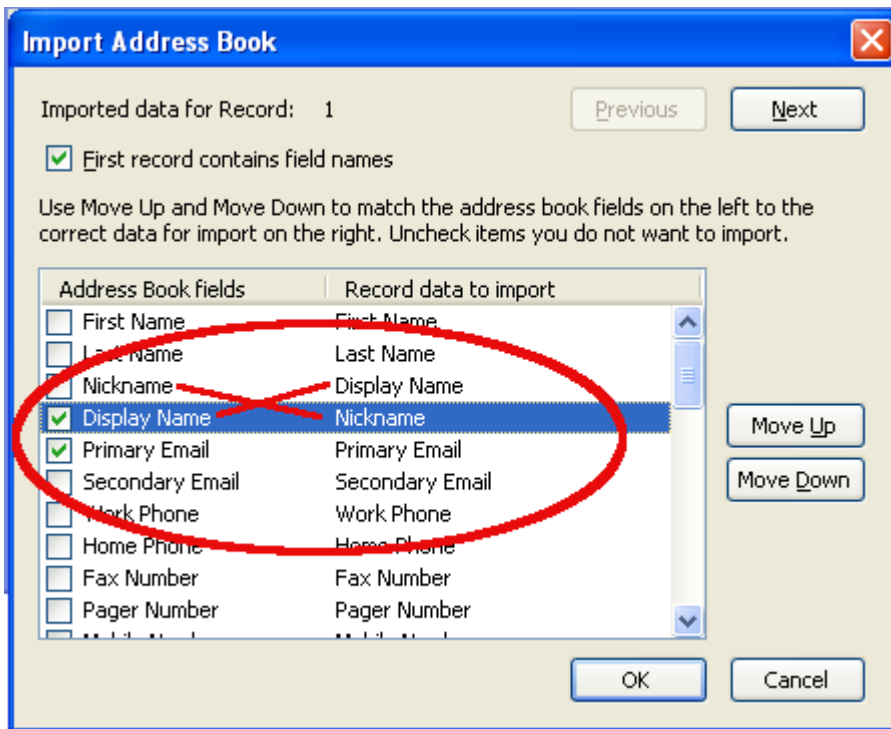 Import Address Book
Imported data for Record: 1 Previous Next
First record contains field names
Use Move Up and Move Down to match the address book fields on the left to the
correct data for import on the right. Uncheck items you do not want to import.
Address Book fields Record data to import
First Name First Name
Last Name Last Name
Nickname Display Name
Display Name Nickname
Primary Email Primary Email
Secondary Email Secondary Email
Work Phone Work Phone
Home Phone Home Phone
Fax Number Fax Number
Pager Number Pager Number
Move Up
Move Down
OK Cancel